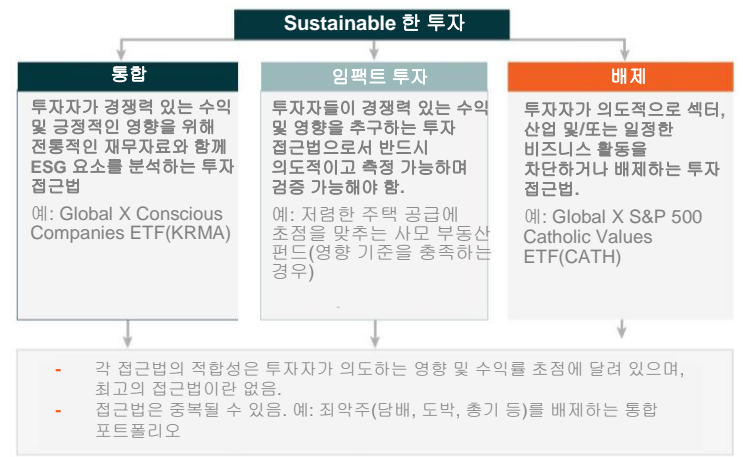 Sustainable 한 투자
통합
투자자가 경쟁력 있는 수익
및 긍정적인 영향을 위해
전통적인 재무자료와 함께
ESG 요소를 분석하는 투자
접근법
예: Global X Conscious
Companies ETF(KRMA)
임팩트 투자
투자자들이 경쟁력 있는 수익
및 영향을 추구하는 투자
접근법으로서 반드시
의도적이고 측정 가능하며
검증 가능해야 함.
예: 저렴한 주택 공급에
초점을 맞추는 사모 부동산
펀드(영향 기준을 충족하는
경우)
배제
투자자가 의도적으로 섹터,
산업 및/또는 일정한
비즈니스 활동을
차단하거나 배제하는 투자
접근법.
예: Global X S&P 500
Catholic Values
ETF(CATH)
- 각 접근법의 적합성은 투자자가 의도하는 영향 및 수익률 초점에 달려 있으며,
최고의 접근법이란 없음.
- 접근법은 중복될 수 있음. 예: 죄악주(담배, 도박, 총기 등)를 배제하는 통합
포트폴리오